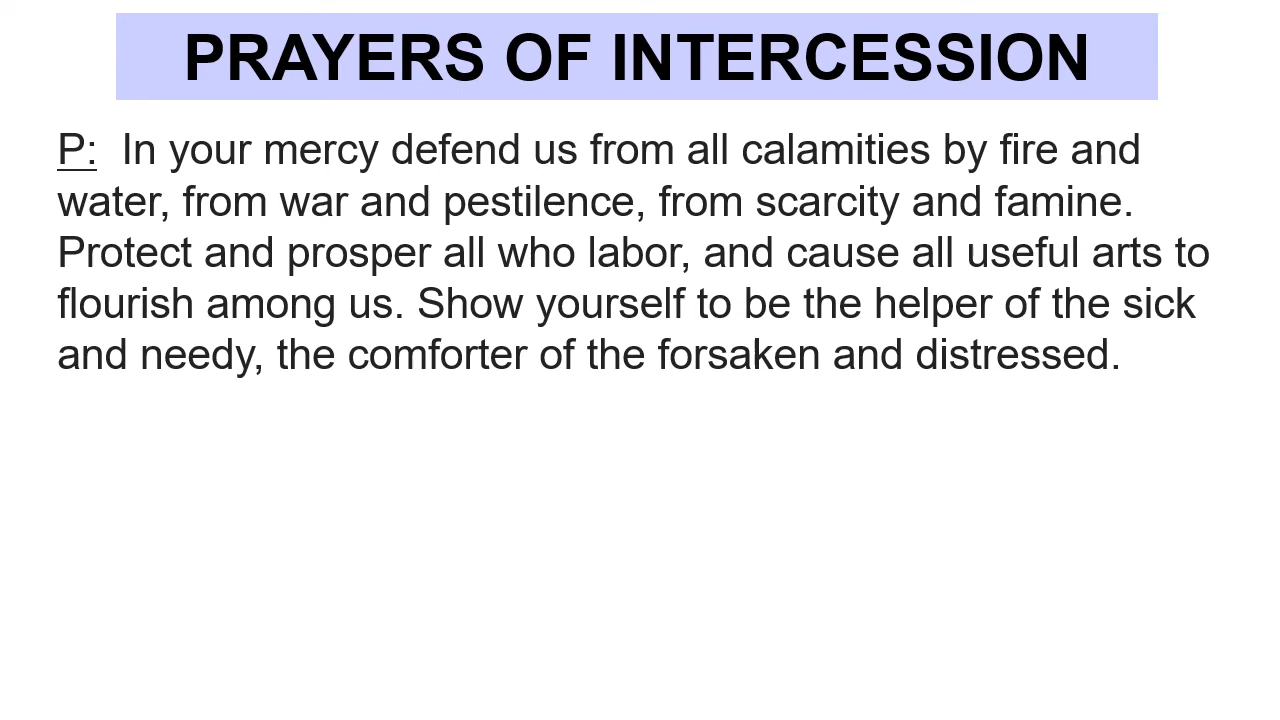 PRAYERS OF INTERCESSION
P:  In your mercy defend us from all calamities by fire and
water, from war and pestilence, from scarcity and famine.
Protect and prosper all who labor, and cause all useful arts to
flourish among us. Show yourself to be the helper of the sick
and needy, the comforter of the forsaken and distressed.